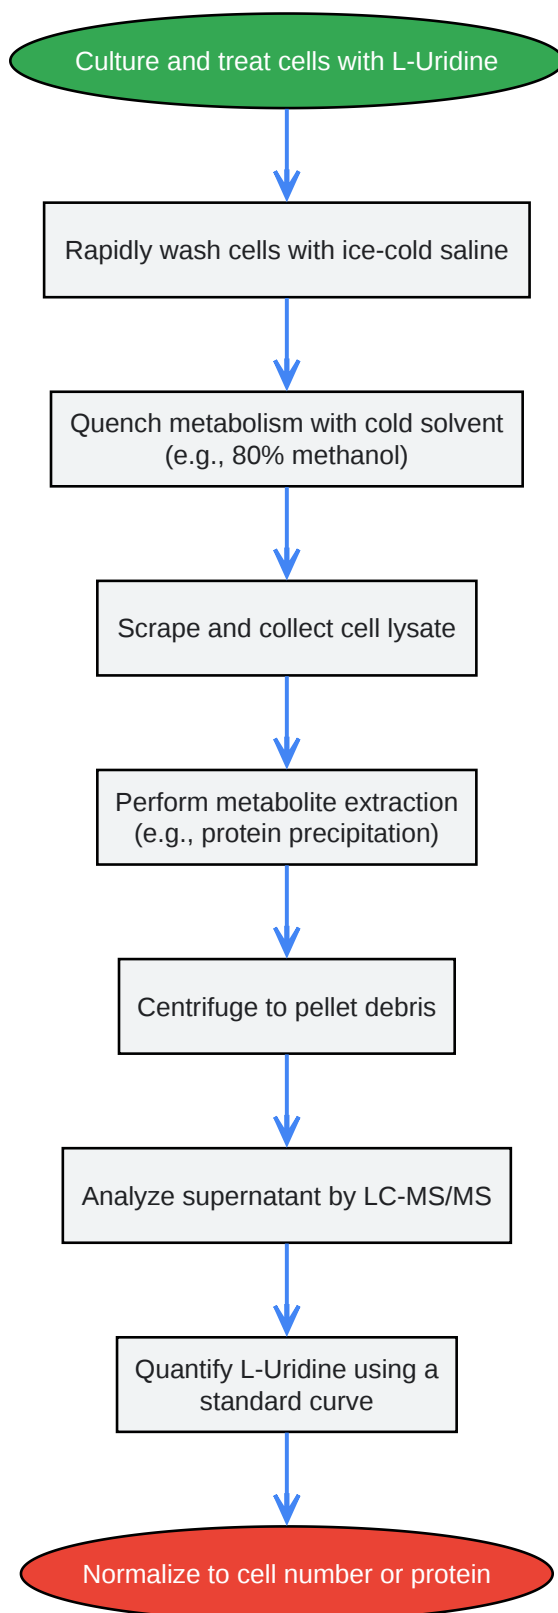 Culture and treat cells with L-Uridine
Rapidly wash cells with ice-cold saline
Quench metabolism with cold solvent
(e.g., 80% methanol)
Scrape and collect cell lysate
Perform metabolite extraction
(e.g., protein precipitation)
Centrifuge to pellet debris
Analyze supernatant by LC-MS/MS
Quantify L-Uridine using a
standard curve
Normalize to cell number or protein